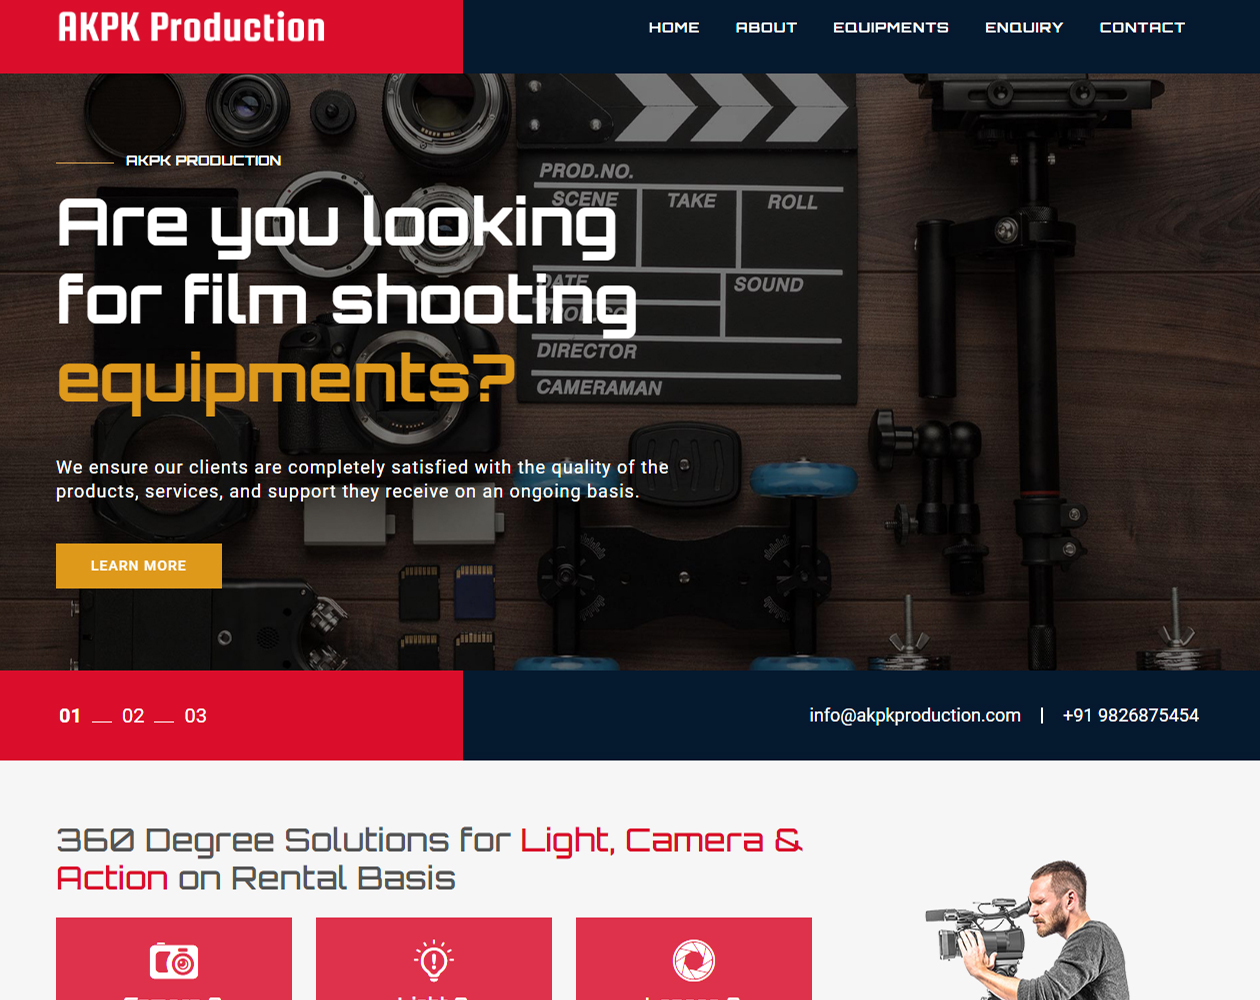 AKPK Production
HOME ABOUT EQUIPMENTS ENQUIRY CONTACT
AKPK PRODUCTION
Are you looking
for film shooting
equipments?
We ensure our clients are completely satisfied with the quality of the
products, services, and support they receive on an ongoing basis.
LEARN MORE
PROD.NO.
SCENE TAKE ROLL
DATE SOUND
PROD.CO.
DIRECTOR
CAMERAMAN
01 02 03
info@akpkproduction.com | +91 9826875454
360 Degree Solutions for Light, Camera &
Action on Rental Basis